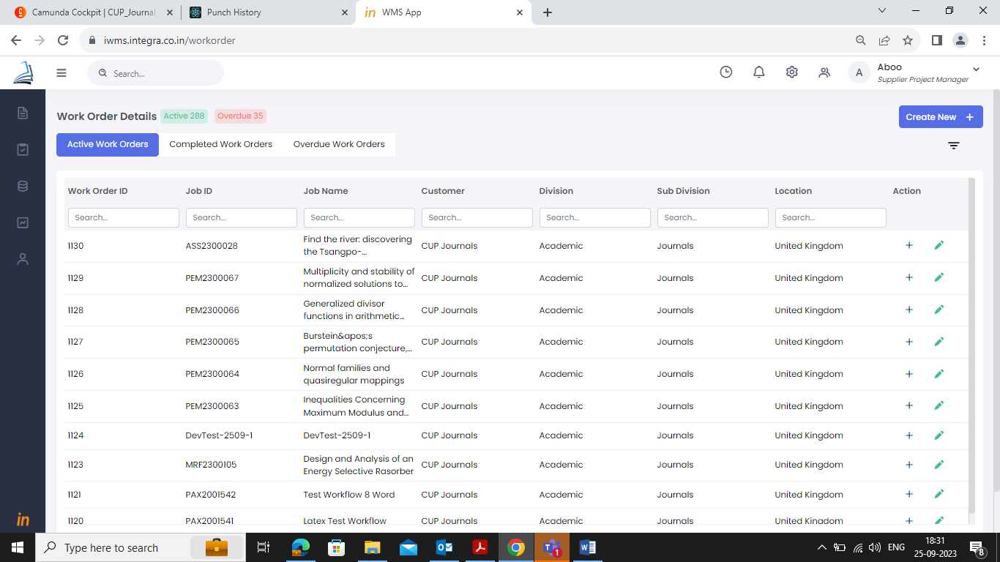 Camunda Cockpit | CUP_Journal
Punch History
in WMS App
iwms.integra.co.in/workorder
Search...
A
Aboo
Supplier Project Manager
Work Order Details Active 288 Overdue 35
Create New +
Active Work Orders Completed Work Orders Overdue Work Orders
Work Order ID Job ID Job Name Customer Division Sub Division Location Action
Search... Search... Search... Search... Search... Search... Search...
1130 ASS2300028 Find the river: discovering CUP Journals Academic Journals United Kingdom
the Tsangpo-...
1129 PEM2300067 Multiplicity and stability of CUP Journals Academic Journals United Kingdom
normalized solutions to...
1128 PEM2300066 Generalized divisor CUP Journals Academic Journals United Kingdom
functions in arithmetic...
1127 PEM2300065 Burstein&apos;s CUP Journals Academic Journals United Kingdom
permutation conjecture,...
1126 PEM2300064 Normal families and CUP Journals Academic Journals United Kingdom
quasiregular mappings
1125 PEM2300063 Inequalities Concerning CUP Journals Academic Journals United Kingdom
Maximum Modulus and...
1124 DevTest-2509-1 DevTest-2509-1 CUP Journals Academic Journals United Kingdom
1123 MRF2300105 Design and Analysis of an CUP Journals Academic Journals United Kingdom
Energy Selective Rasorber
1121 PAX2001542 Test Workflow 8 Word CUP Journals Academic Journals United Kingdom
1120 PAX2001541 Latex Test Workflow CUP Journals Academic Journals United Kingdom
in
Type here to search
1
ENG
18:31
25-09-2023
8